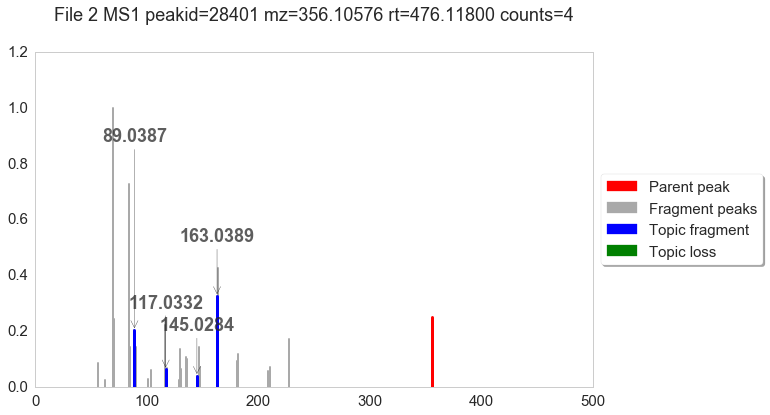 File 2 MS1 peakid=28401 mz=356.10576 rt=476.11800 counts=4
1.2
1.0
89.0387
0.8
163.0389
0.6
Parent peak
Fragment peaks
Topic fragment
Topic loss
0.4
117.0332
145.0284
0.2
0.0
0 100 200 300 400 500